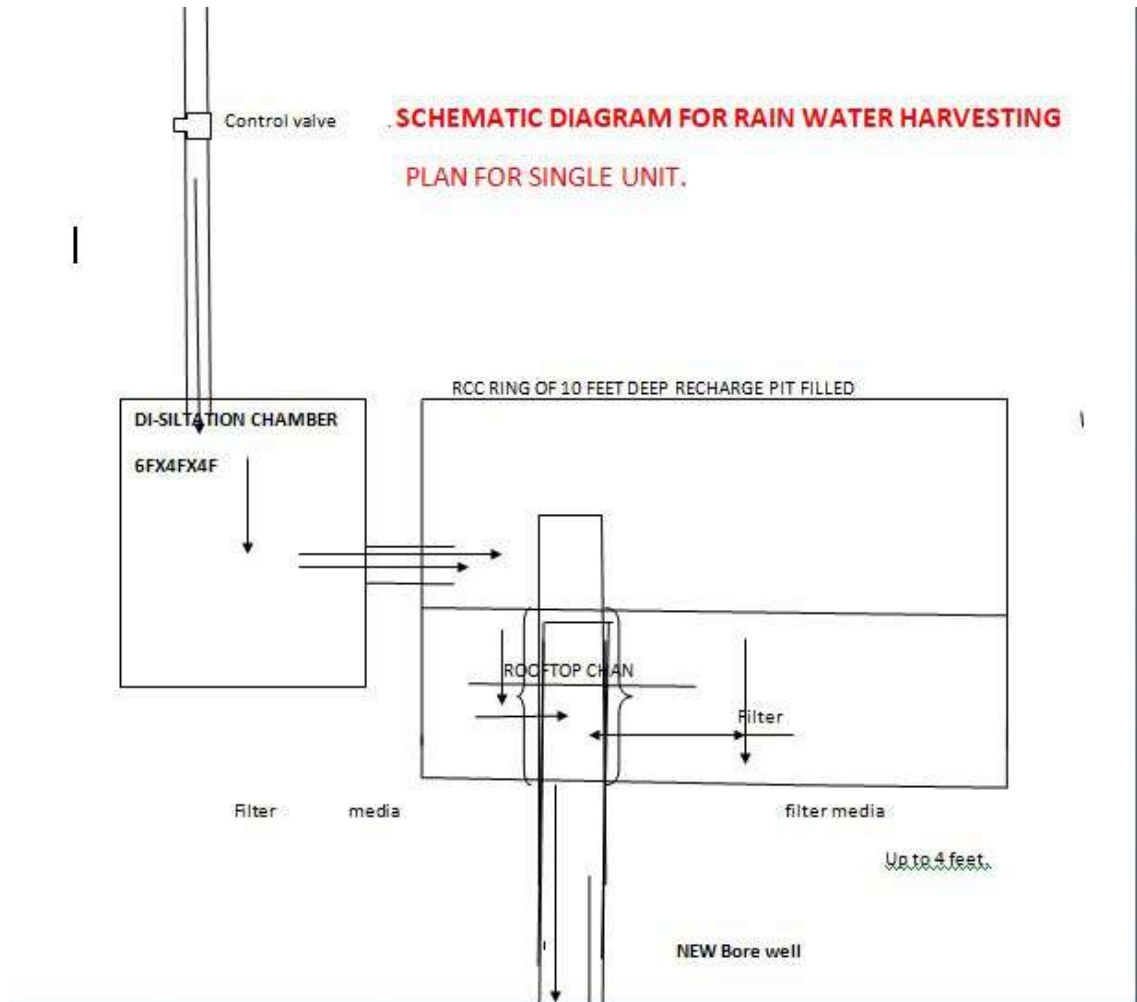 Control valve
.SCHEMATIC DIAGRAM FOR RAIN WATER HARVESTING
PLAN FOR SINGLE UNIT.
RCC RING OF 10 FEET DEEP RECHARGE PIT FILLED
DI-SILTATION CHAMBER
6FX4FX4F
ROOFTOP CHAN
Filter
Filter media
filter media
Up to 4 feet.
NEW Bore well